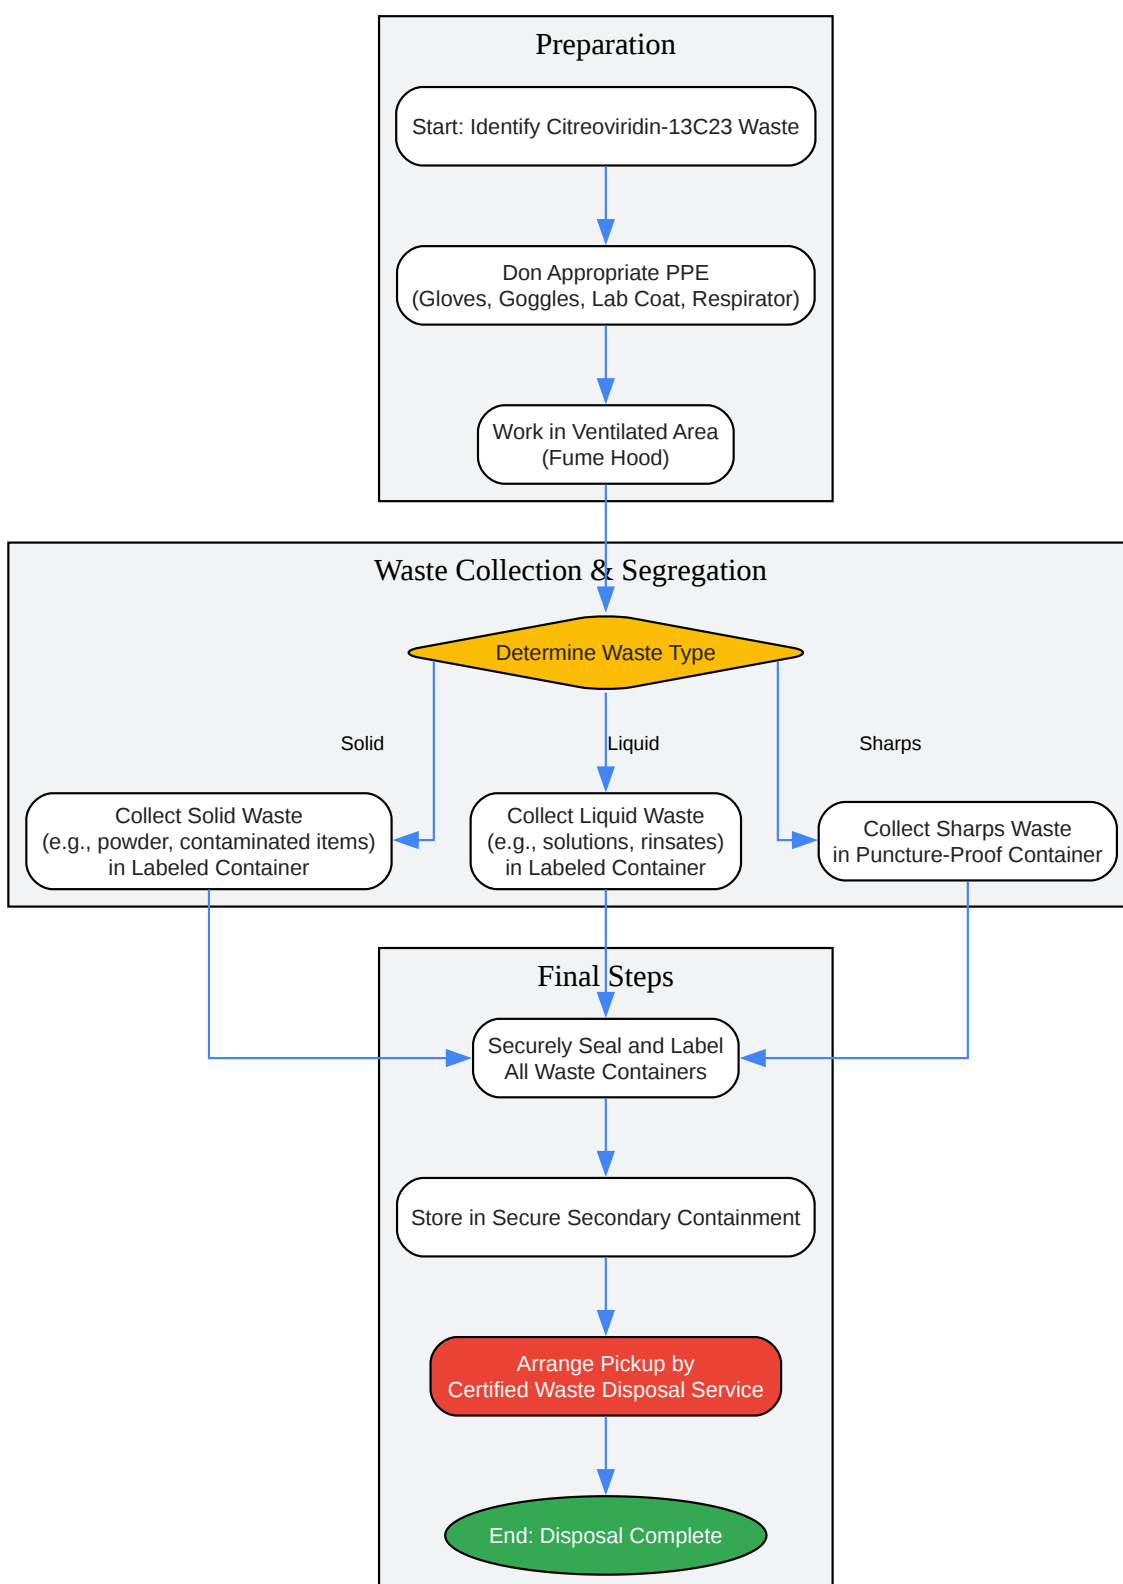 Preparation
Start: Identify Citreoviridin-13C23 Waste
Don Appropriate PPE
(Gloves, Goggles, Lab Coat, Respirator)
Work in Ventilated Area
(Fume Hood)
Waste Collection & Segregation
Determine Waste Type
Solid
Liquid
Sharps
Collect Solid Waste
(e.g., powder, contaminated items)
in Labeled Container
Collect Liquid Waste
(e.g., solutions, rinsates)
in Labeled Container
Collect Sharps Waste
in Puncture-Proof Container
Final Steps
Securely Seal and Label
All Waste Containers
Store in Secure Secondary Containment
Arrange Pickup by
Certified Waste Disposal Service
End: Disposal Complete